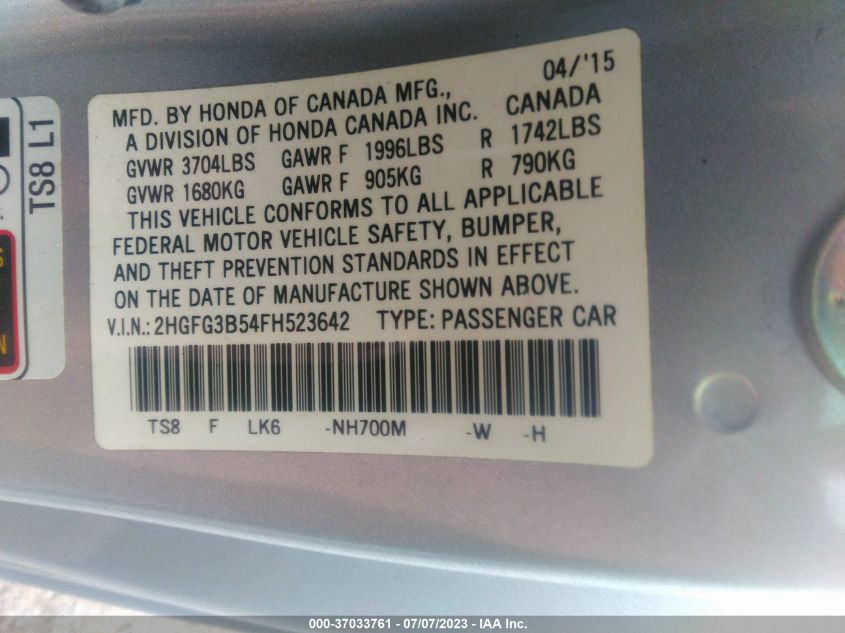 04/'15
MFD. BY HONDA OF CANADA MFG.,
A DIVISION OF HONDA CANADA INC. CANADA
GVWR 3704LBS GAWR F 1996LBS R 1742LBS
GVWR 1680KG GAWR F 905KG R 790KG
THIS VEHICLE CONFORMS TO ALL APPLICABLE
FEDERAL MOTOR VEHICLE SAFETY, BUMPER,
AND THEFT PREVENTION STANDARDS IN EFFECT
ON THE DATE OF MANUFACTURE SHOWN ABOVE.
V.I.N.: 2HGFG3B54FH523642 TYPE: PASSENGER CAR
TS8 F LK6 -NH700M -W -H
TS8 L1
S
N
000-37033761 - 07/07/2023 - IAA Inc.